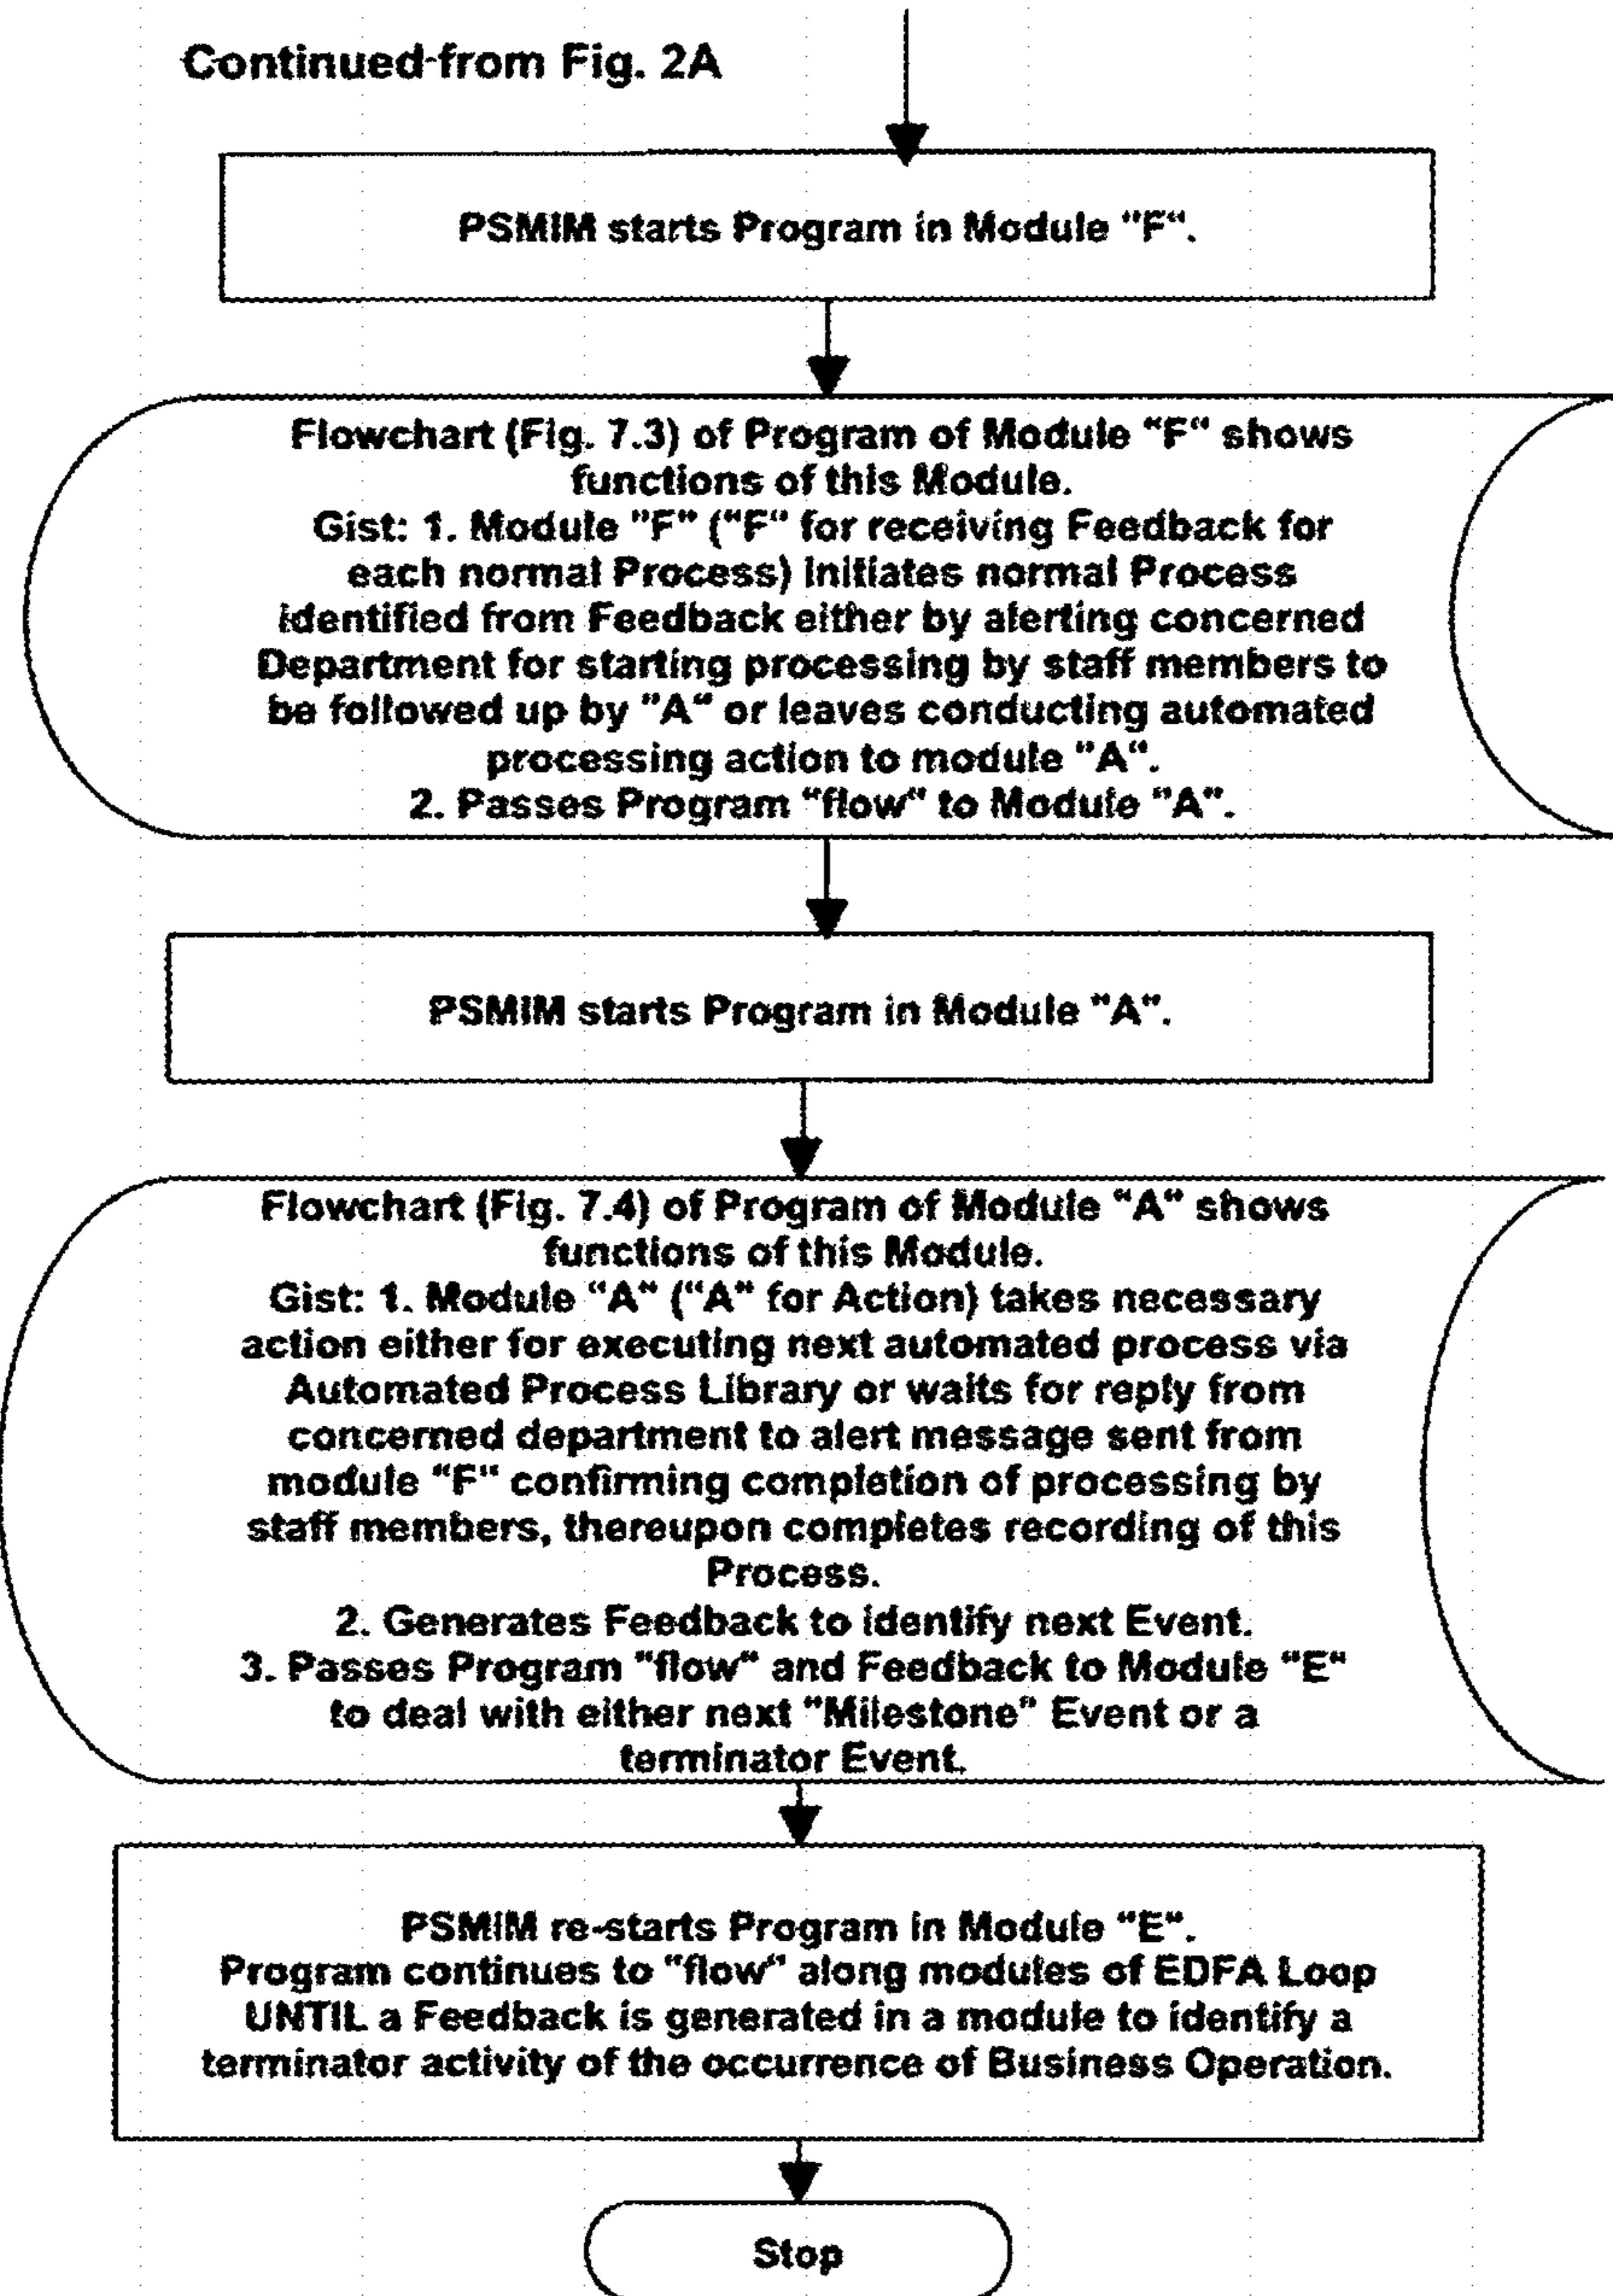 Continued from Fig. 2A
PSMIM starts Program in Module "F".
Flowchart (Fig. 7.3) of Program of Module "F" shows
functions of this Module.
Gist: 1. Module "F" ("F" for receiving Feedback for
each normal Process) initiates normal Process
identified from Feedback either by alerting concerned
Department for starting processing by staff members to
be followed up by "A" or leaves conducting automated
processing action to module "A".
2. Passes Program "flow" to Module "A".
PSMIM starts Program in Module "A".
Flowchart (Fig. 7.4) of Program of Module "A" shows
functions of this Module.
Gist: 1. Module "A" ("A" for Action) takes necessary
action either for executing next automated process via
Automated Process Library or waits for reply from
concerned department to alert message sent from
module "F" confirming completion of processing by
staff members, thereupon completes recording of this
Process.
2. Generates Feedback to identify next Event.
3. Passes Program "flow" and Feedback to Module "E"
to deal with either next "Milestone" Event or a
terminator Event.
PSMIM re-starts Program in Module "E".
Program continues to "flow" along modules of EDFA Loop
UNTIL a Feedback is generated in a module to identify a
terminator activity of the occurrence of Business Operation.
Stop